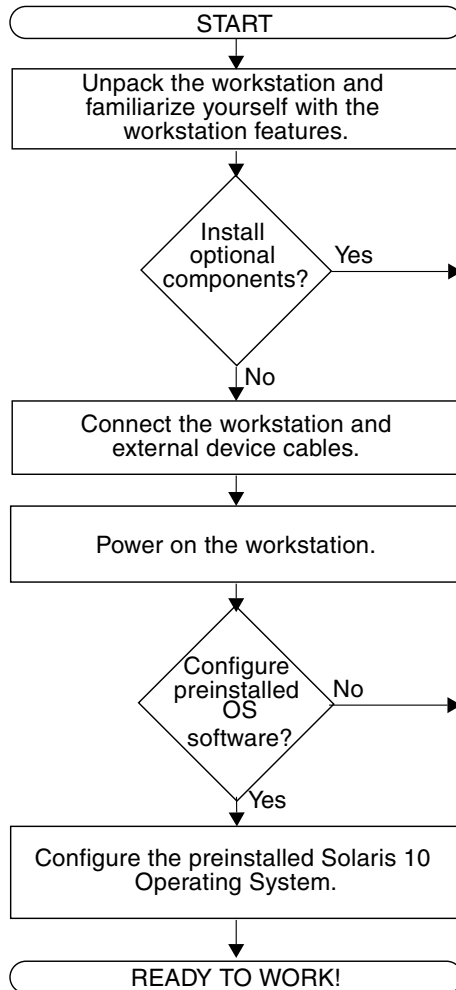 START
Unpack the workstation and
familiarize yourself with the
workstation features.
Install
optional
components?
Yes
No
Connect the workstation and
external device cables.
Power on the workstation.
Configure
preinstalled
OS
software?
No
Yes
Configure the preinstalled Solaris 10
Operating System.
READY TO WORK!